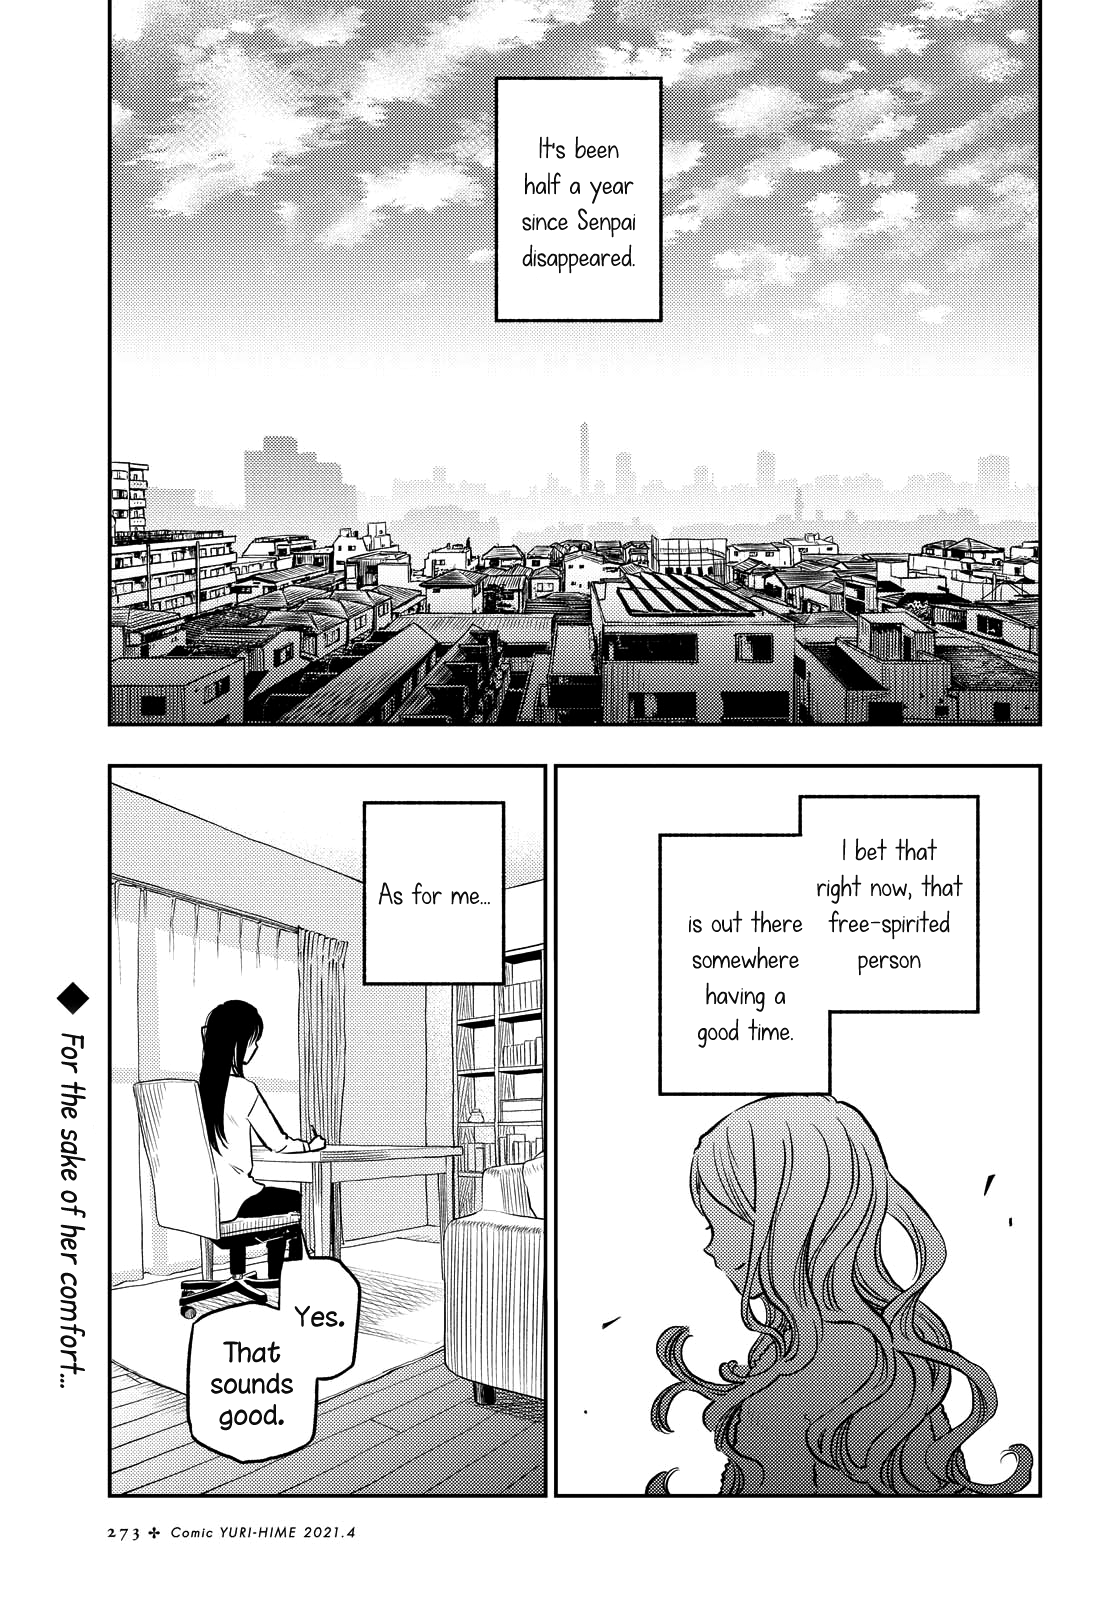 It's been
half a year
since Senpai
disappeared.
I bet that
right now, that
free-spirited
person
is out there
somewhere
having a
good time.
As for me...
Yes.
That
sounds
good.
For the sake of her comfort...
273 ✢ Comic YURI-HIME 2021.4